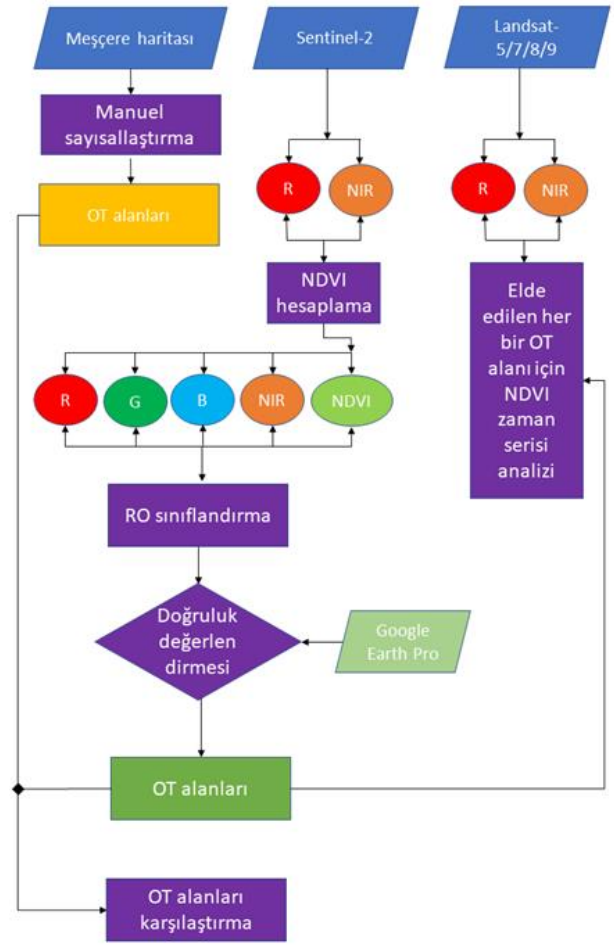 Meşçere haritası
Sentinel-2
Landsat-
5/7/8/9
Manuel
sayısallaştırma
OT alanları
R
NIR
R
NIR
NDVI
hesaplama
Elde
edilen her
bir OT
alanı için
NDVI
zaman
serisi
analizi
R
G
B
NIR
NDVI
RO sınıflandırma
Doğruluk
değerlen
dirmesi
Google
Earth Pro
OT alanları
OT alanları
karşılaştırma